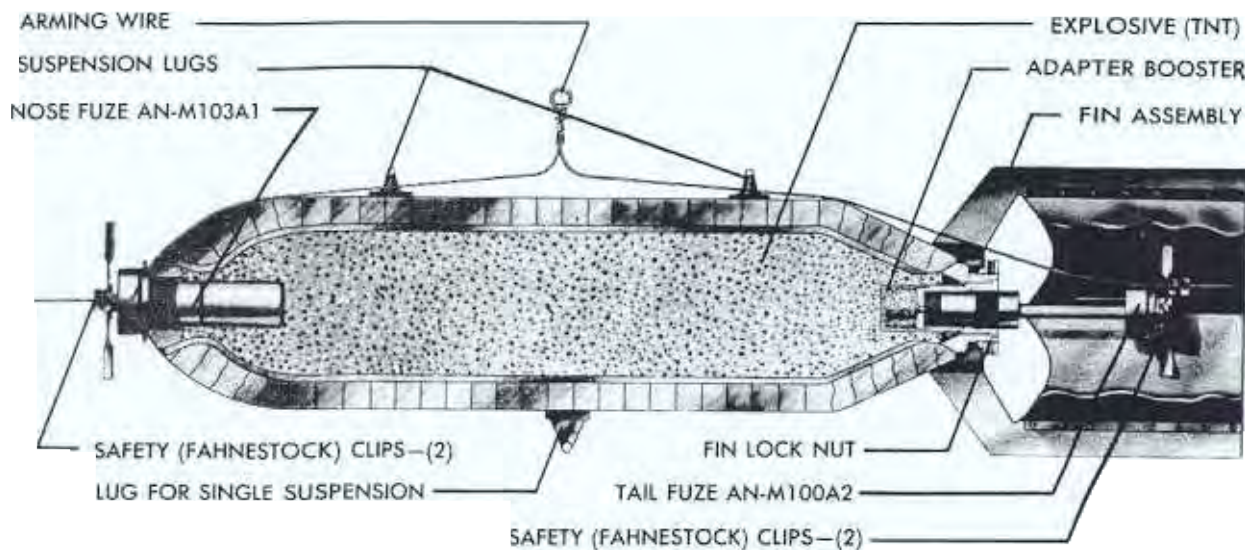 ARMING WIRE
SUSPENSION LUGS
NOSE FUZE AN-M103A1
EXPLOSIVE (TNT)
ADAPTER BOOSTER
FIN ASSEMBLY
SAFETY (FAHNESTOCK) CLIPS—(2)
LUG FOR SINGLE SUSPENSION
FIN LOCK NUT
TAIL FUZE AN-M100A2
SAFETY (FAHNESTOCK) CLIPS—(2)